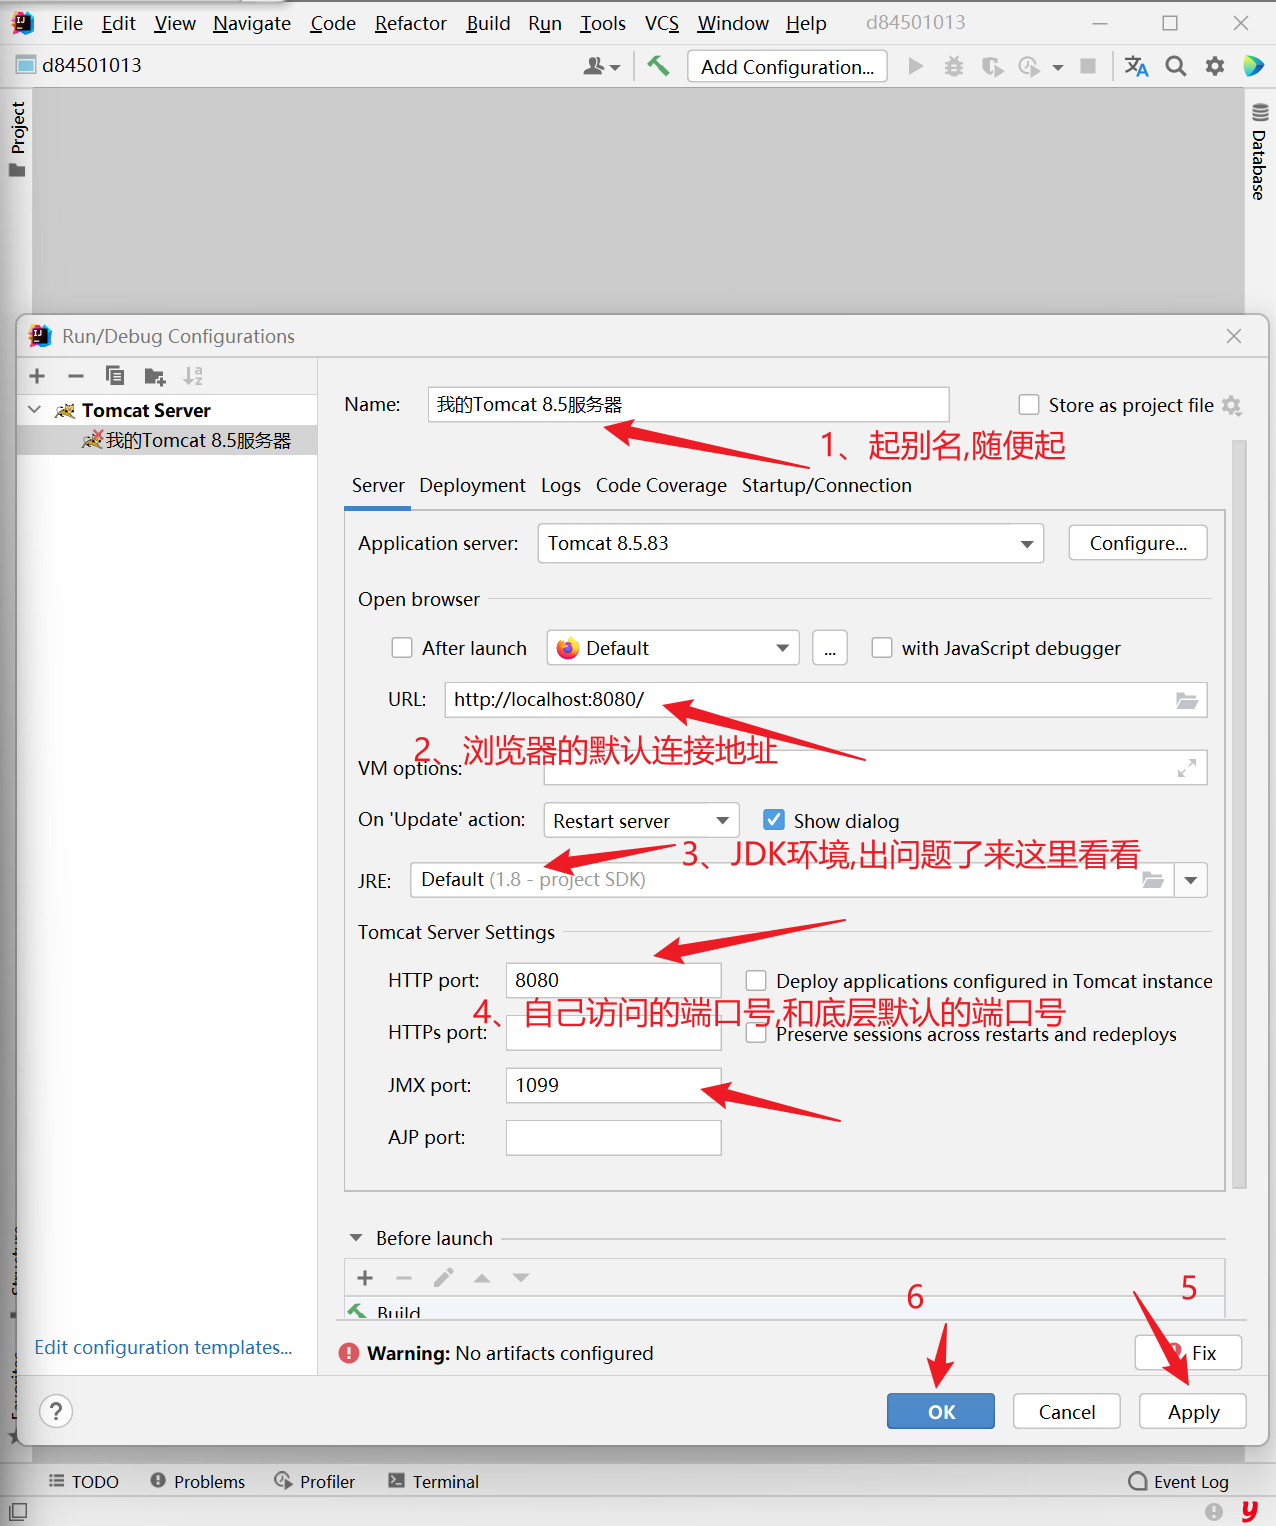 File Edit View Navigate Code Refactor Build Run Tools VCS Window Help d84501013
d84501013 Add Configuration...
Project
Database
Run/Debug Configurations
Tomcat Server
我的Tomcat 8.5服务器
Name: 我的Tomcat 8.5服务器 Store as project file
1、起别名,随便起
Server Deployment Logs Code Coverage Startup/Connection
Application server: Tomcat 8.5.83 Configure...
Open browser
After launch Default ... with JavaScript debugger
URL: http://localhost:8080/
2、浏览器的默认连接地址
VM options:
On 'Update' action: Restart server Show dialog
3、JDK环境,出问题了来这里看看
JRE: Default (1.8 - project SDK)
Tomcat Server Settings
HTTP port: 8080 Deploy applications configured in Tomcat instance
4、自己访问的端口号,和底层默认的端口号
HTTPs port: Preserve sessions across restarts and redeploys
JMX port: 1099
AJP port:
Before launch
Build
6 5
Edit configuration templates...
Warning: No artifacts configured Fix
? OK Cancel Apply
TODO Problems Profiler Terminal Event Log